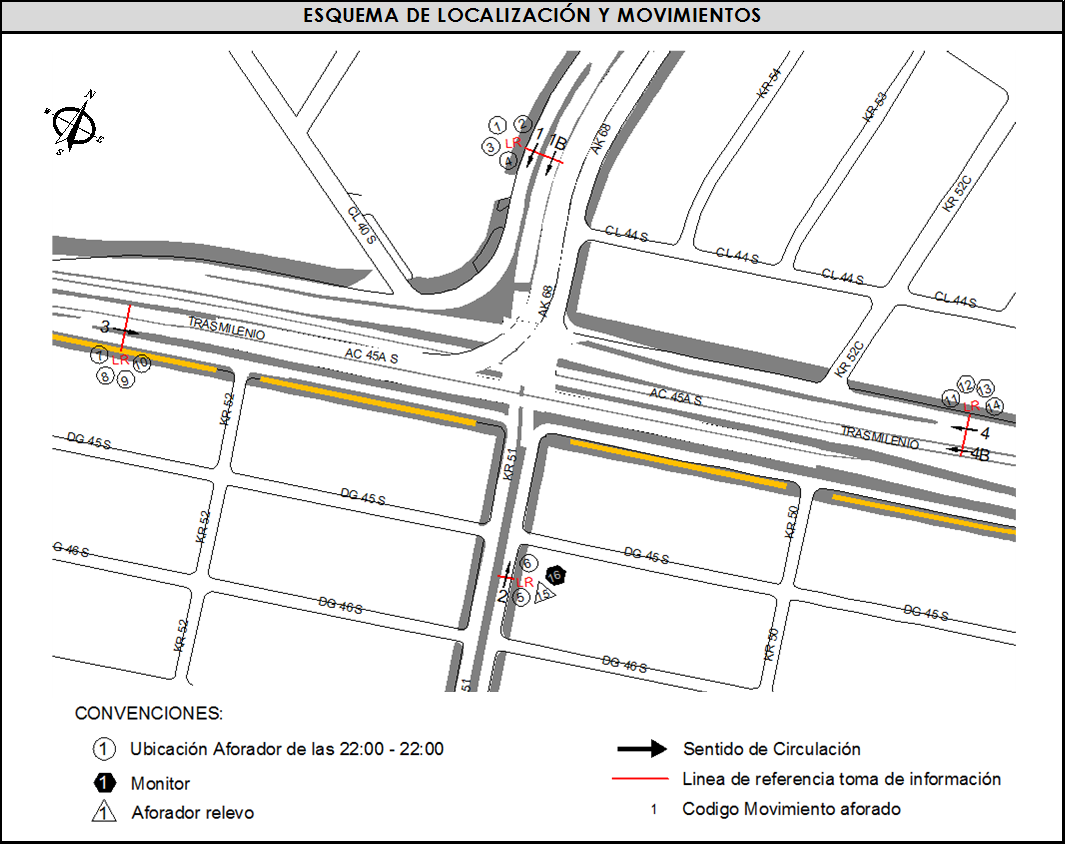 ESQUEMA DE LOCALIZACIÓN Y MOVIMIENTOS
N
S
KR 54
KR 53
KR 52C
AK 68
1 2
3 4
LR
1 1B
CL 40 S
CL 44 S
CL 44 S
CL 44 S
CL 44 S
AK 68
KR 52C
TRASMILENIO
AC 45A S
3
LR
7 10
8 9
AC 45A S
TRASMILENIO
11 12 13 14
LR
4
4B
KR 52
KR 51
DG 45 S
DG 45 S
KR 52
KR 50
DG 45 S
DG 45 S
G 46 S
DG 46 S
6
LR
16
2 5 15
KR 52
KR 50
DG 46 S
51
CONVENCIONES:
1 Ubicación Aforador de las 22:00 - 22:00
1 Monitor
1 Aforador relevo
Sentido de Circulación
Linea de referencia toma de información
1 Codigo Movimiento aforado